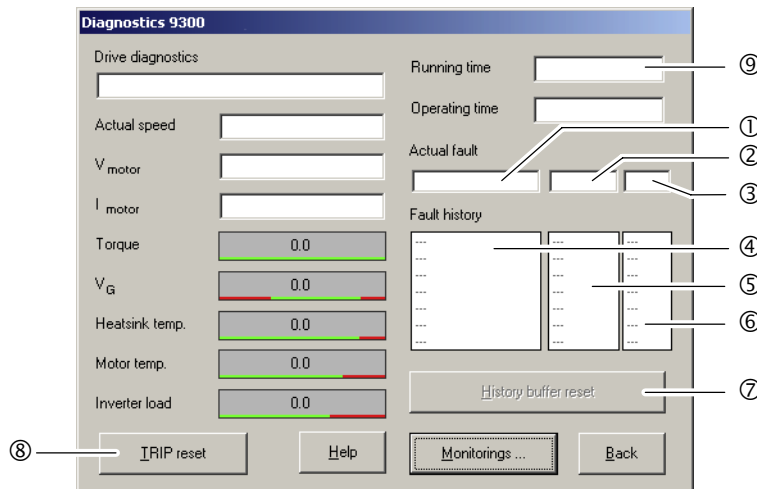 Diagnostics 9300
Drive diagnostics
Actual speed
V motor
I motor
Torque 0.0
VG 0.0
Heatsink temp. 0.0
Motor temp. 0.0
Inverter load 0.0
TRIP reset
Help
Running time
Operating time
Actual fault
Fault history
--- --- ---
--- --- ---
--- --- ---
--- --- ---
--- --- ---
--- --- ---
--- --- ---
--- --- ---
History buffer reset
Monitorings ...
Back
⑨
①
②
③
④
⑤
⑥
⑦
⑧